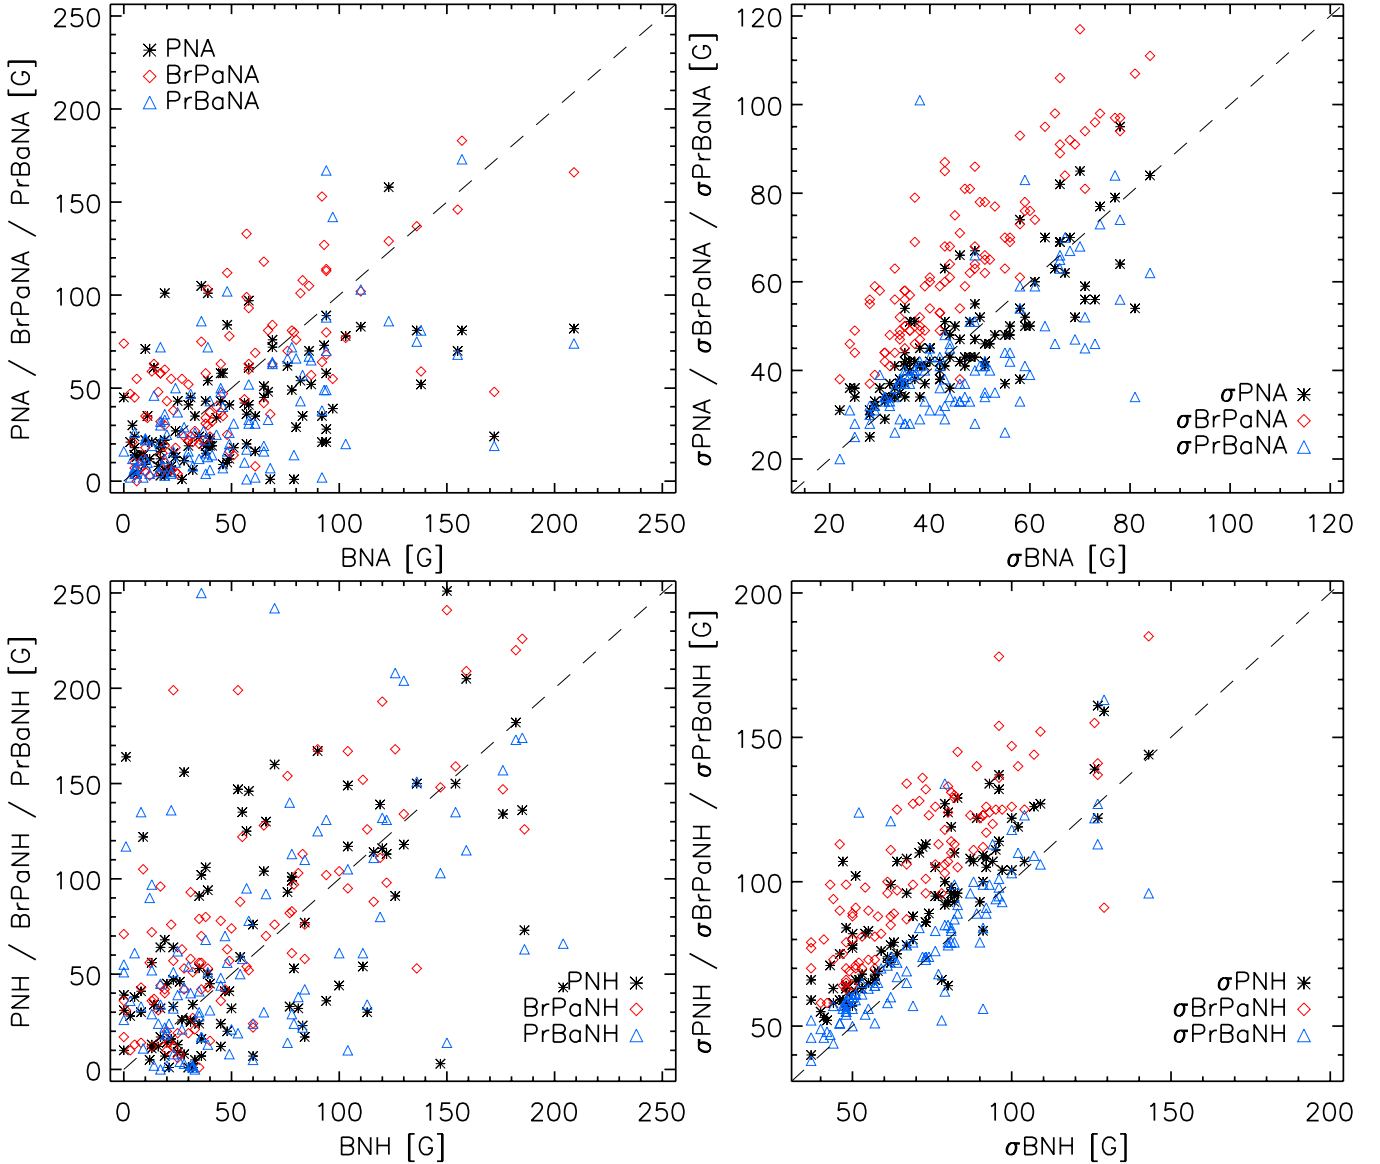 PNA / BrPaNA / PrBaNA [G]
250
200
150
100
50
0
PNA
BrPaNA
PrBaNA
0 50 100 150 200 250
BNA [G]
σPNA / σBrPaNA / σPrBaNA [G]
120
100
80
60
40
20
σPNA
σBrPaNA
σPrBaNA
20 40 60 80 100 120
σBNA [G]
PNH / BrPaNH / PrBaNH [G]
250
200
150
100
50
0
PNH
BrPaNH
PrBaNH
0 50 100 150 200 250
BNH [G]
σPNH / σBrPaNH / σPrBaNH [G]
200
150
100
50
σPNH
σBrPaNH
σPrBaNH
50 100 150 200
σBNH [G]